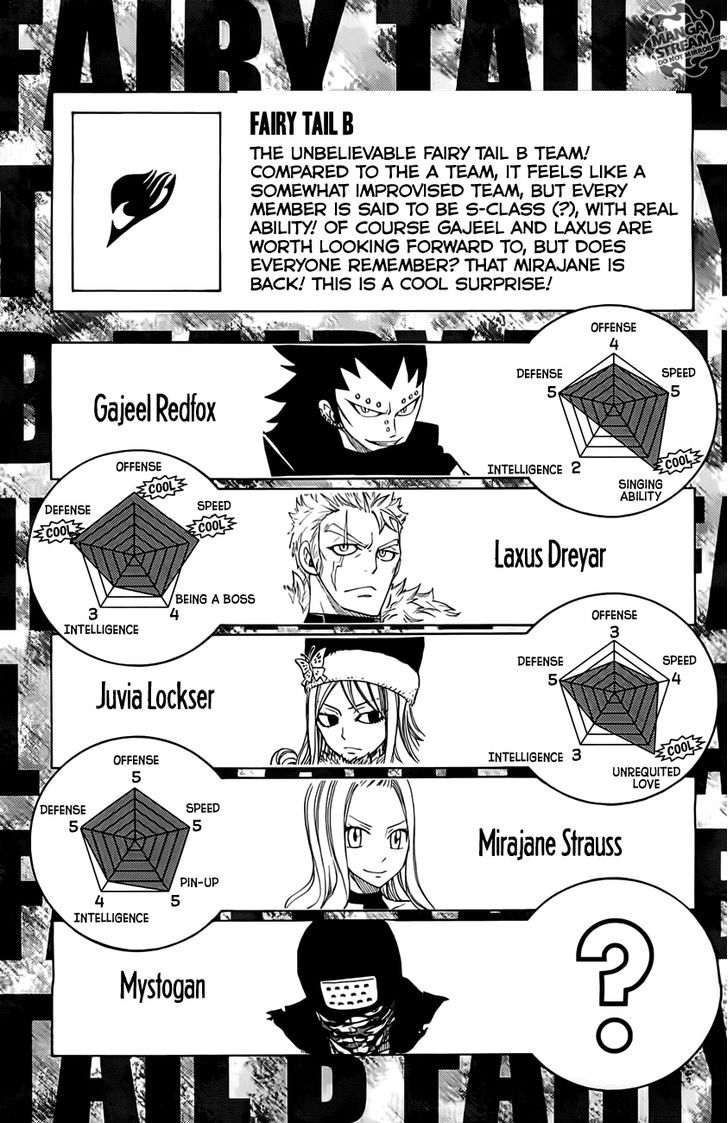 FAIRY TAIL
MANGA
STREAM
DO NOT MIRROR
FAIRY TAIL B
THE UNBELIEVABLE FAIRY TAIL B TEAM!
COMPARED TO THE A TEAM, IT FEELS LIKE A
SOMEWHAT IMPROVISED TEAM, BUT EVERY
MEMBER IS SAID TO BE S-CLASS (?), WITH REAL
ABILITY! OF COURSE GAJEEL AND LAXUS ARE
WORTH LOOKING FORWARD TO, BUT DOES
EVERYONE REMEMBER? THAT MIRAJANE IS
BACK! THIS IS A COOL SURPRISE!
Gajeel Redfox
OFFENSE
4
DEFENSE
5
SPEED
5
INTELLIGENCE
2
COOL
SINGING
ABILITY
OFFENSE
COOL
DEFENSE
COOL
SPEED
COOL
3
INTELLIGENCE
BEING A BOSS
4
Laxus Dreyar
Juvia Lockser
OFFENSE
3
DEFENSE
5
SPEED
4
INTELLIGENCE
3
COOL
UNREQUITED
LOVE
OFFENSE
5
DEFENSE
5
SPEED
5
4
INTELLIGENCE
PIN-UP
5
Mirajane Strauss
Mystogan
?